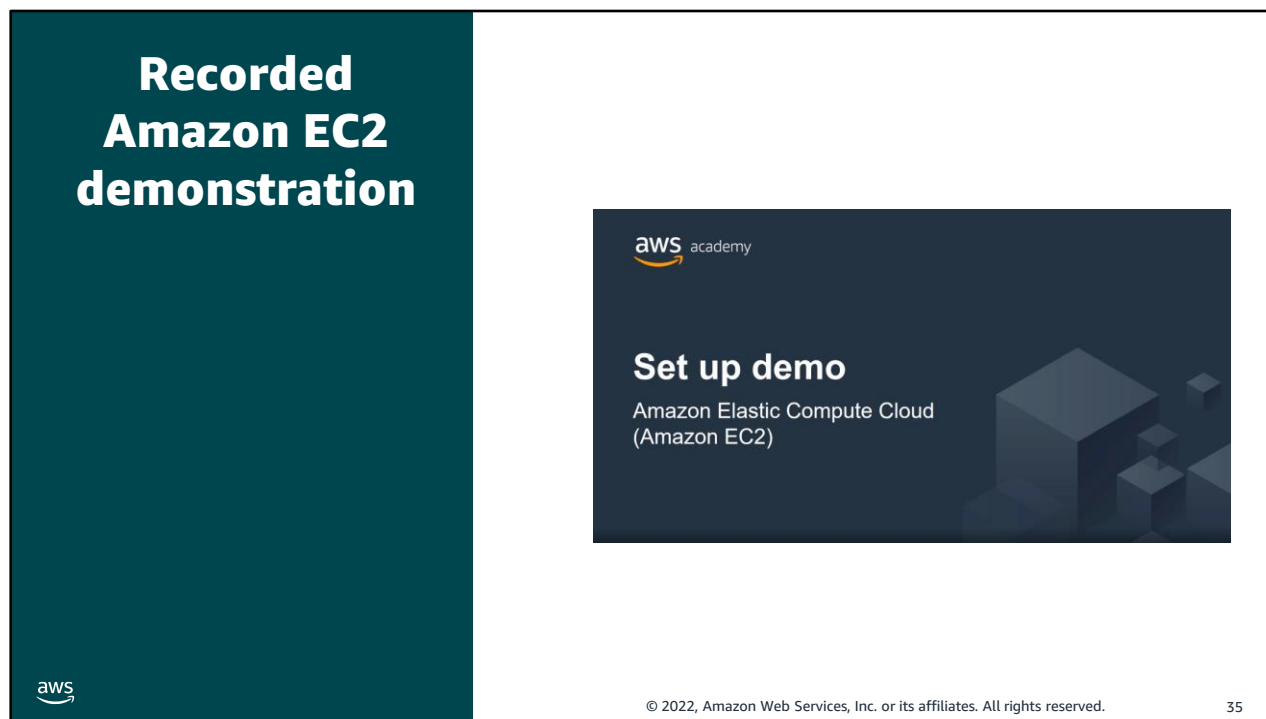 Recorded
Amazon EC2
demonstration
aws academy
Set up demo
Amazon Elastic Compute Cloud
(Amazon EC2)
aws
© 2022, Amazon Web Services, Inc. or its affiliates. All rights reserved.
35